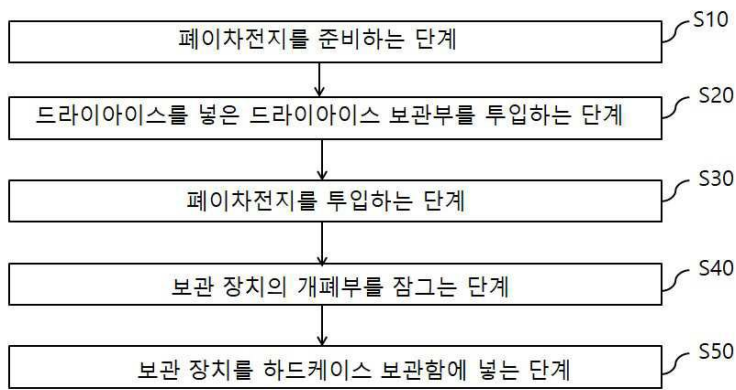 S10
폐이차전지를 준비하는 단계
S20
드라이아이스를 넣은 드라이아이스 보관부를 투입하는 단계
S30
폐이차전지를 투입하는 단계
S40
보관 장치의 개폐부를 잠그는 단계
S50
보관 장치를 하드케이스 보관함에 넣는 단계